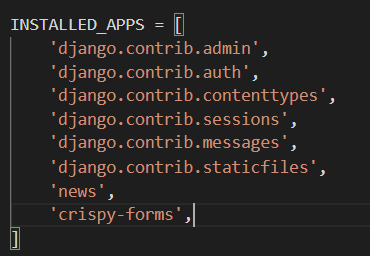 INSTALLED_APPS = [
'django.contrib.admin',
'django.contrib.auth',
'django.contrib.contenttypes',
'django.contrib.sessions',
'django.contrib.messages',
'django.contrib.staticfiles',
'news',
'crispy-forms',
]